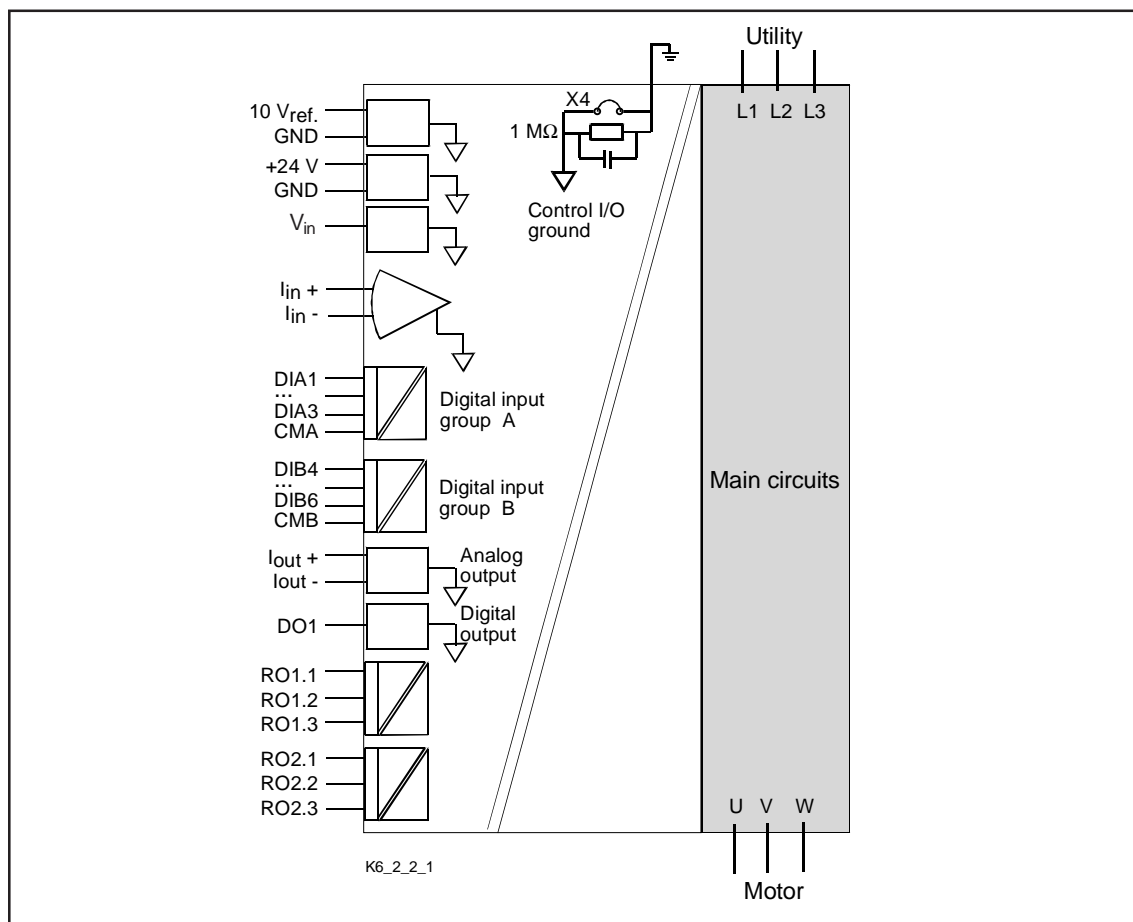 Utility
L1 L2 L3
X4
1 MΩ
Control I/O
ground
10 Vref.
GND
+24 V
GND
Vin
Iin +
Iin -
DIA1
...
DIA3
CMA
Digital input
group A
DIB4
...
DIB6
CMB
Digital input
group B
Main circuits
Iout +
Iout -
Analog
output
DO1
Digital
output
RO1.1
RO1.2
RO1.3
RO2.1
RO2.2
RO2.3
U V W
K6_2_2_1
Motor